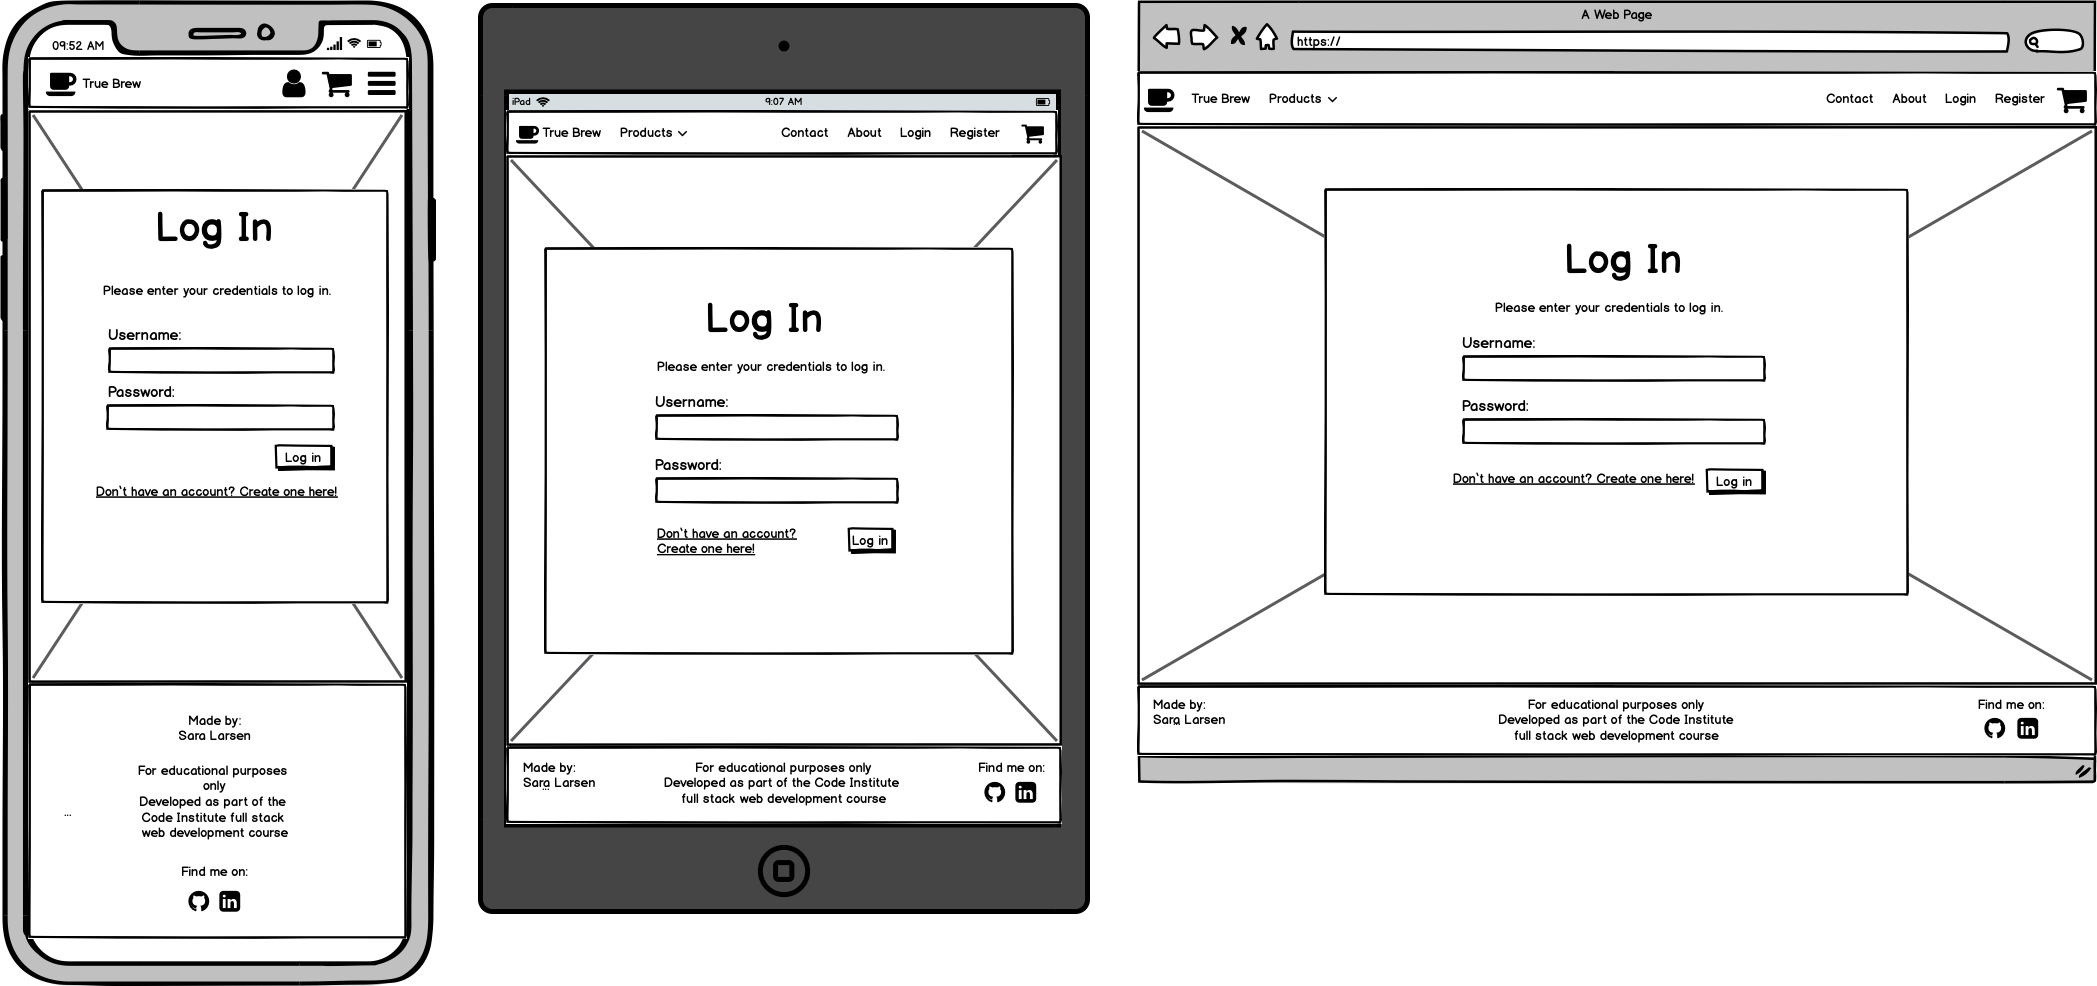 09:52 AM
True Brew
Log In
Please enter your credentials to log in.
Username:
Password:
Log in
Don't have an account? Create one here!
Made by:
Sara Larsen
For educational purposes
only
Developed as part of the
Code Institute full stack
web development course
...
Find me on:
in
iPad
9:07 AM
True Brew Products Contact About Login Register
Log In
Please enter your credentials to log in.
Username:
Password:
Don't have an account?
Create one here!
Log in
Made by:
Sara Larsen
...
For educational purposes only
Developed as part of the Code Institute
full stack web development course
Find me on:
in
A Web Page
https://
True Brew Products Contact About Login Register
Log In
Please enter your credentials to log in.
Username:
Password:
Don't have an account? Create one here!
Log in
Made by:
Sara Larsen
For educational purposes only
Developed as part of the Code Institute
full stack web development course
Find me on:
in